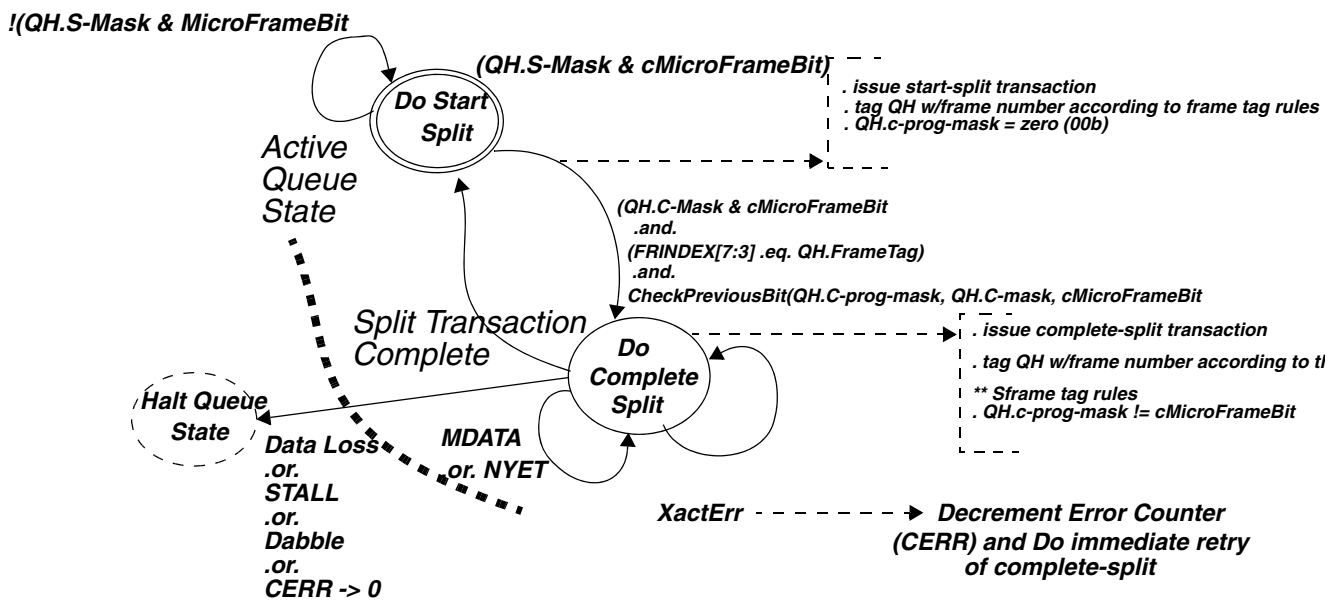 !(QH.S-Mask & MicroFrameBit
(QH.S-Mask & cMicroFrameBit)
. issue start-split transaction
. tag QH w/frame number according to frame tag rules
. QH.c-prog-mask = zero (00b)
Do Start
Split
Active
Queue
State
(QH.C-Mask & cMicroFrameBit
.and.
(FRINDEX[7:3] .eq. QH.FrameTag)
.and.
CheckPreviousBit(QH.C-prog-mask, QH.C-mask, cMicroFrameBit
Split Transaction
Complete
Do
Complete
Split
. issue complete-split transaction
. tag QH w/frame number according to
** Sframe tag rules
. QH.c-prog-mask != cMicroFrameBit
Halt Queue
State
Data Loss
.or.
STALL
.or.
Dabble
.or.
CERR -> 0
MDATA
.or. NYET
XactErr
Decrement Error Counter
(CERR) and Do immediate retry
of complete-split